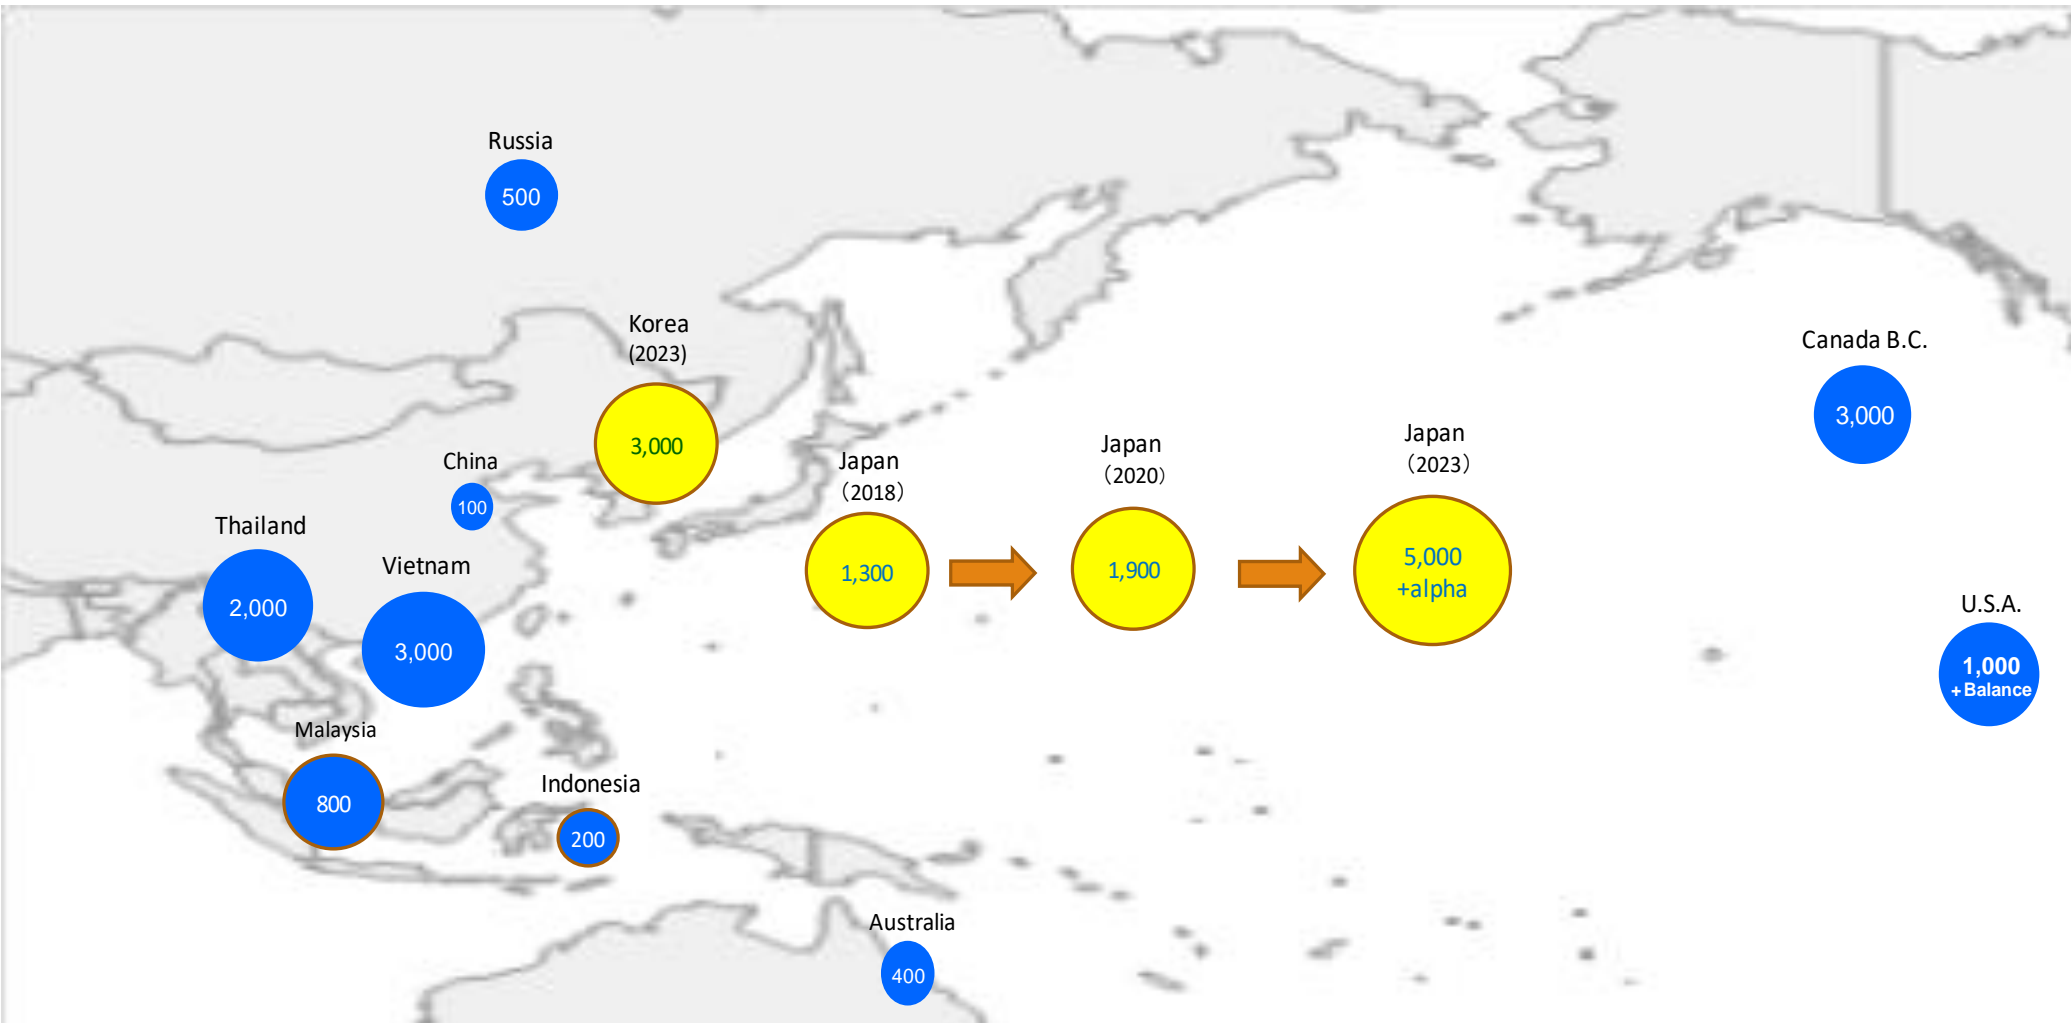 Russia
500
Korea
(2023)
3,000
Canada B.C.
3,000
China
100
Japan
（2018）
1,300
Japan
（2020）
1,900
Japan
（2023）
5,000
+alpha
Thailand
2,000
Vietnam
3,000
U.S.A.
1,000
+Balance
Malaysia
800
Indonesia
200
Australia
400